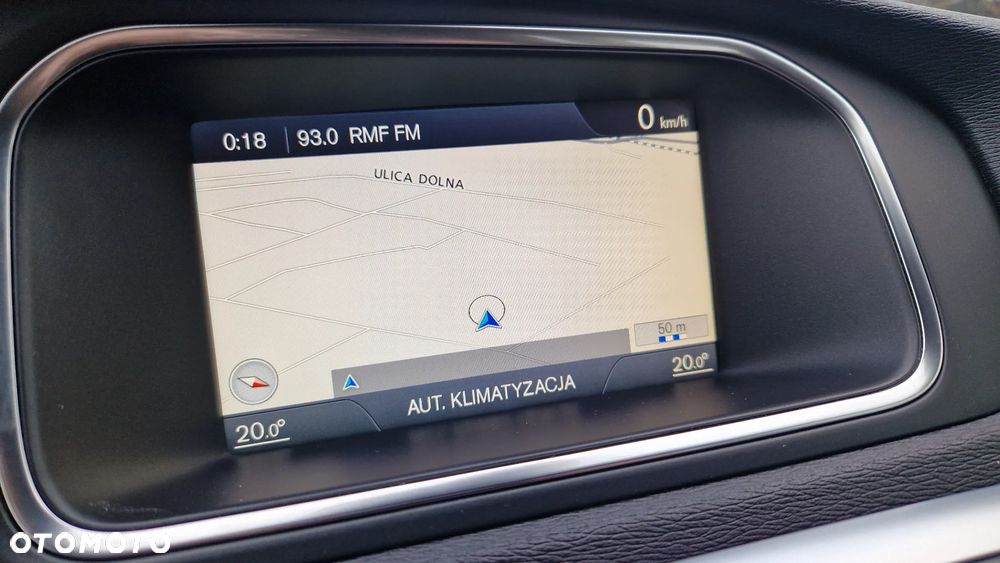 0:18 93.0 RMF FM 0 km/h
ULICA DOLNA
50 m
20.0° AUT. KLIMATYZACJA 20.0°
OTOMOTO